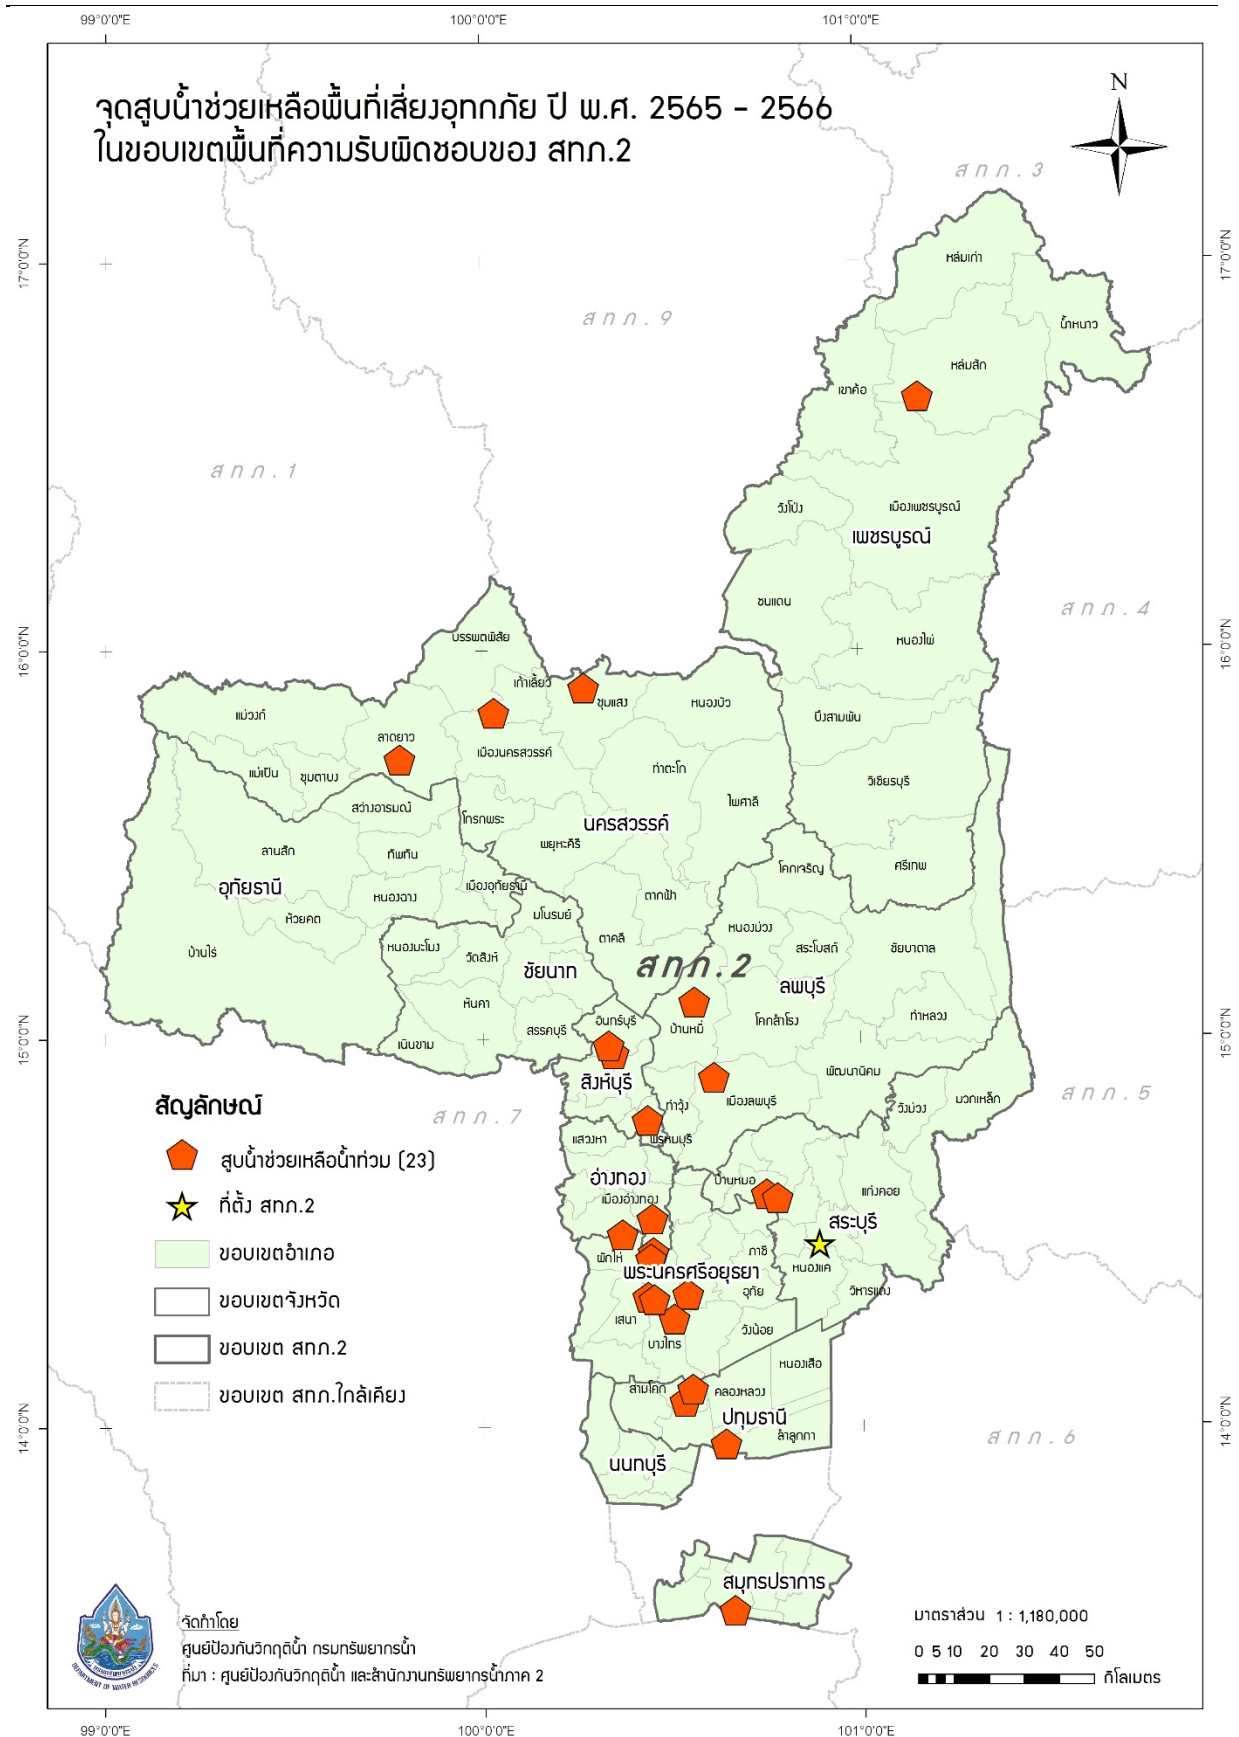 99°0'0"E 100°0'0"E 101°0'0"E
จุดสูบน้ำช่วยเหลือพื้นที่เสี่ยงอุทกภัย ปี พ.ศ. 2565 - 2566
ในขอบเขตพื้นที่ความรับผิดชอบของ สทภ.2
N
สทภ.3
17°0'0"N
17°0'0"N
หล่มเก่า
น้ำหนาว
สทภ.9
หล่มสัก
เขาค้อ
สทภ.1
วังโป่ง
เมืองเพชรบูรณ์
เพชรบูรณ์
ชนแดน
สทภ.4
16°0'0"N
16°0'0"N
บรรพตพิสัย
หนองไผ่
เก้าเลี้ยว
ชุมแสง
หนองบัว
แม่วงก์
บึงสามพัน
ลาดยาว
เมืองนครสวรรค์
ท่าตะโก
แม่เปิน
ชุมตาบง
วิเชียรบุรี
สว่างอารมณ์
โกรกพระ
ไพศาลี
นครสวรรค์
พยุหะคีรี
ลานสัก
ทัพทัน
โคกเจริญ
ศรีเทพ
อุทัยธานี
เมืองอุทัยธานี
หนองฉาง
ตากฟ้า
ห้วยคต
มโนรมย์
หนองม่วง
ตาคลี
สระโบสถ์
ชัยบาดาล
บ้านไร่
หนองมะโมง
วัดสิงห์
ชัยนาท
สทภ.2
ลพบุรี
หันคา
สรรคบุรี
อินทร์บุรี
บ้านหมี่
โคกสำโรง
ท่าหลวง
15°0'0"N
15°0'0"N
เนินขาม
สิงห์บุรี
พัฒนานิคม
สทภ.5
เมืองลพบุรี
ท่าวุ้ง
วังม่วง
มวกเหล็ก
สทภ.7
แสวงหา
พรหมบุรี
อ่างทอง
บ้านหมอ
แก่งคอย
เมืองอ่างทอง
สระบุรี
ผักไห่
ภาชี
หนองแค
พระนครศรีอยุธยา
อุทัย
วิหารแดง
เสนา
วังน้อย
บางไทร
หนองเสือ
สามโคก
คลองหลวง
ปทุมธานี
ลำลูกกา
14°0'0"N
14°0'0"N
สทภ.6
นนทบุรี
สมุทรปราการ
สัญลักษณ์
สูบน้ำช่วยเหลือน้ำท่วม (23)
ที่ตั้ง สทภ.2
ขอบเขตอำเภอ
ขอบเขตจังหวัด
ขอบเขต สทภ.2
ขอบเขต สทภ.ใกล้เคียง
DEPARTMENT OF WATER RESOURCES
จัดทำโดย
ศูนย์ป้องกันวิกฤติน้ำ กรมทรัพยากรน้ำ
ที่มา : ศูนย์ป้องกันวิกฤติน้ำ และสำนักงานทรัพยากรน้ำภาค 2
มาตราส่วน 1 : 1,180,000
0 5 10 20 30 40 50
กิโลเมตร
99°0'0"E 100°0'0"E 101°0'0"E